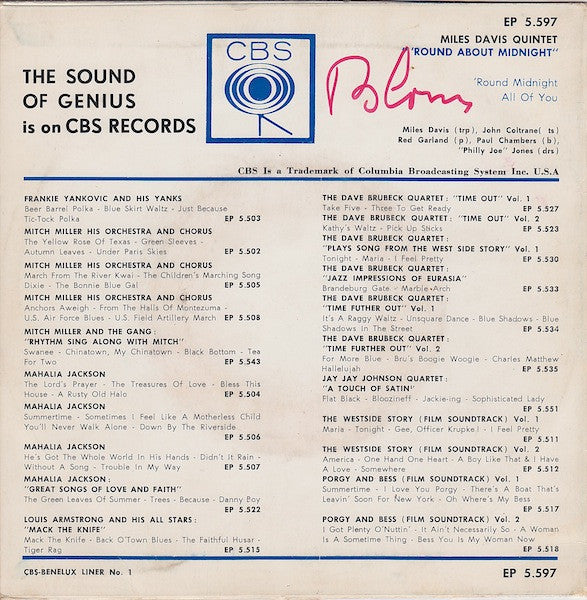 EP 5.597
MILES DAVIS QUINTET
"'ROUND ABOUT MIDNIGHT"
'Round Midnight
All Of You
Miles Davis (trp), John Coltrane( ts)
Red Garland (p), Paul Chambers (b),
"Philly Joe" Jones (drs)
CBS
THE SOUND
OF GENIUS
is on CBS RECORDS
CBS Is a Trademark of Columbia Broadcasting System Inc. U.S.A
FRANKIE YANKOVIC AND HIS YANKS
Beer Barrel Polka - Blue Skirt Waltz - Just Because
Tic-Tock Polka EP 5.503
MITCH MILLER HIS ORCHESTRA AND CHORUS
The Yellow Rose Of Texas - Green Sleeves -
Autumn Leaves - Under Paris Skies EP 5.502
MITCH MILLER HIS ORCHESTRA AND CHORUS
March From The River Kwai - The Children's Marching Song
Dixie - The Bonnie Blue Gal EP 5.505
MITCH MILLER HIS ORCHESTRA AND CHORUS
Anchors Aweigh - From The Halls Of Montezuma -
U.S. Air Force Blues - U.S. Field Artillery March EP 5.508
MITCH MILLER AND THE GANG :
"RHYTHM SING ALONG WITH MITCH"
Swanee - Chinatown, My Chinatown - Black Bottom - Tea
For Two EP 5.543
MAHALIA JACKSON
The Lord's Prayer - The Treasures Of Love - Bless This
House - A Rusty Old Halo EP 5.504
MAHALIA JACKSON
Summertime - Sometimes I Feel Like A Motherless Child
You'll Never Walk Alone - Down By The Riverside
EP 5.506
MAHALIA JACKSON
He's Got The Whole World In His Hands - Didn't It Rain -
Without A Song - Trouble In My Way EP 5.507
MAHALIA JACKSON :
"GREAT SONGS OF LOVE AND FAITH"
The Green Leaves Of Summer - Trees - Because - Danny Boy
EP 5.522
LOUIS ARMSTRONG AND HIS ALL STARS :
"MACK THE KNIFE"
Mack The Knife - Back O'Town Blues - The Faithful Husar -
Tiger Rag EP 5.515
THE DAVE BRUBECK QUARTET: "TIME OUT" Vol. 1
Take Five - Three To Get Ready EP 5.527
THE DAVE BRUBECK QUARTET: "TIME OUT" Vol. 2
Kathy's Waltz - Pick Up Sticks EP 5.523
THE DAVE BRUBECK QUARTET :
"PLAYS SONG FROM THE WEST SIDE STORY" Vol. 1
Tonight - Maria - I Feel Pretty EP 5.530
THE DAVE BRUBECK QUARTET :
"JAZZ IMPRESSIONS OF EURASIA"
Brandeburg Gate - Marble-Arch EP 5.533
THE DAVE BRUBECK QUARTET:
"TIME FUTHER OUT" Vol. 1
It's A Raggy Waltz - Unsquare Dance - Blue Shadows - Blue
Shadows In The Street EP 5.534
THE DAVE BRUBECK QUARTET :
"TIME FURTHER OUT" Vol. 2
For More Blue - Bru's Boogie Woogie - Charles Matthew
Hallelujah EP 5.535
JAY JAY JOHNSON QUARTET :
"A TOUCH OF SATIN"
Flat Black - Bloozineff - Jackie-ing - Sophisticated Lady
EP 5.551
THE WESTSIDE STORY (FILM SOUNDTRACK) Vol. 1
Maria - Tonight - Gee, Officer Krupke! - I Feel Pretty
EP 5.511
THE WESTSIDE STORY (FILM SOUNDTRACK) Vol. 2
America - One Hand One Heart - A Boy Like That & I Have
A Love - Somewhere EP 5.512
PORGY AND BESS (FILM SOUNDTRACK) Vol. 1
Summertime - I Love You Porgy - There's A Boat That's
Leavin' Soon For New York - Oh Where's My Bess
EP 5.517
PORGY AND BESS (FILM SOUNDTRACK) Vol. 2
I Got Plenty O'Nuttin' - It Ain't Necessarily So - A Woman
Is A Sometime Thing - Bess You Is My Woman Now
EP 5.518
CBS-BENELUX LINER No. 1
EP 5.597